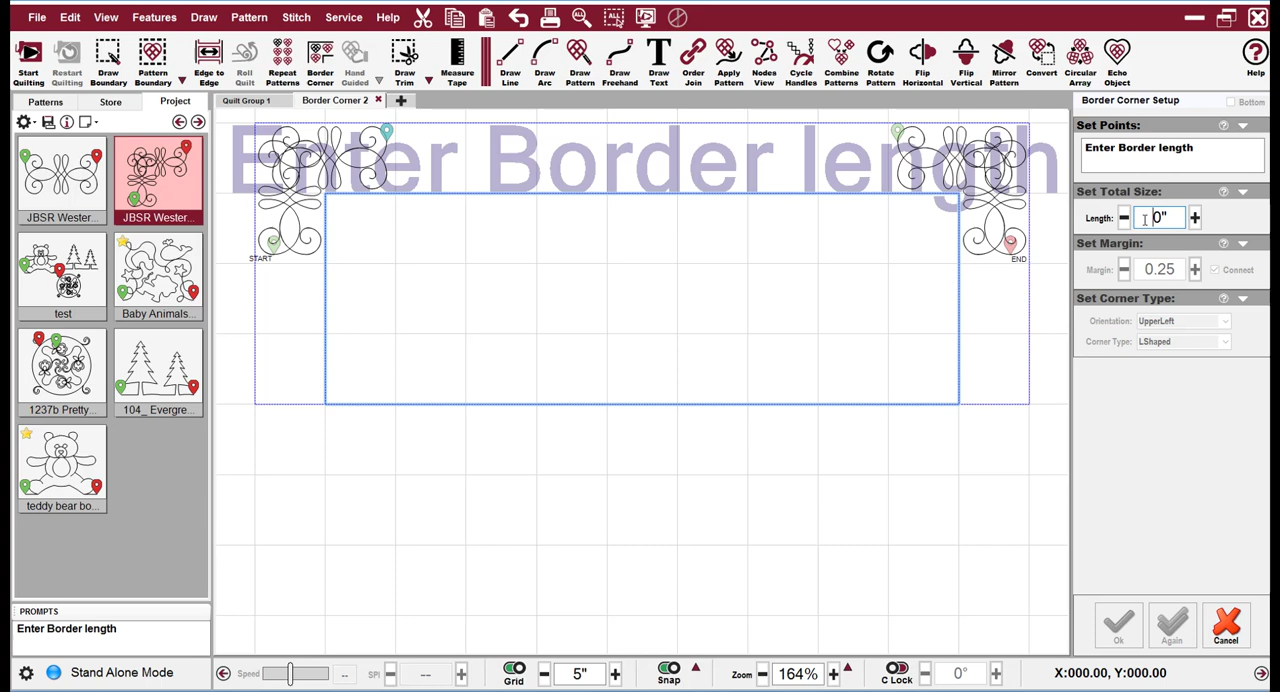 File Edit View Features Draw Pattern Stitch Service Help
Start Quilting
Restart Quilting
Draw Boundary
Pattern Boundary
Edge to Edge
Roll Quilt
Repeat Patterns
Border Corner
Hand Guided
Draw Trim
Measure Tape
Draw Line
Draw Arc
Draw Pattern
Draw Freehand
Draw Text
Order Join
Apply Pattern
Nodes View
Cycle Handles
Combine Patterns
Rotate Pattern
Flip Horizontal
Flip Vertical
Mirror Pattern
Convert
Circular Array
Echo Object
Help
Patterns Store Project
Quilt Group 1 Border Corner 2
JBSR Wester... JBSR Wester...
test Baby Animals...
1237b Pretty... 104_ Evergre...
teddy bear bo...
Enter Border length
START END
Border Corner Setup Bottom
Set Points:
Enter Border length
Set Total Size:
Length: 0"
Set Margin:
Margin: 0.25 Connect
Set Corner Type:
Orientation: UpperLeft
Corner Type: LShaped
Ok Again Cancel
PROMPTS
Enter Border length
Stand Alone Mode
Speed -- SPI --
Grid 5" Snap Zoom 164% C Lock 0° X:000.00, Y:000.00